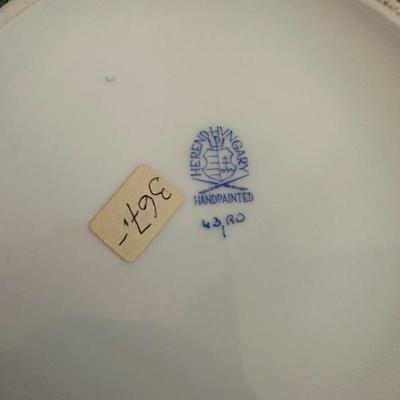 HEREND HUNGARY
HANDPAINTED
43, RO
367,-